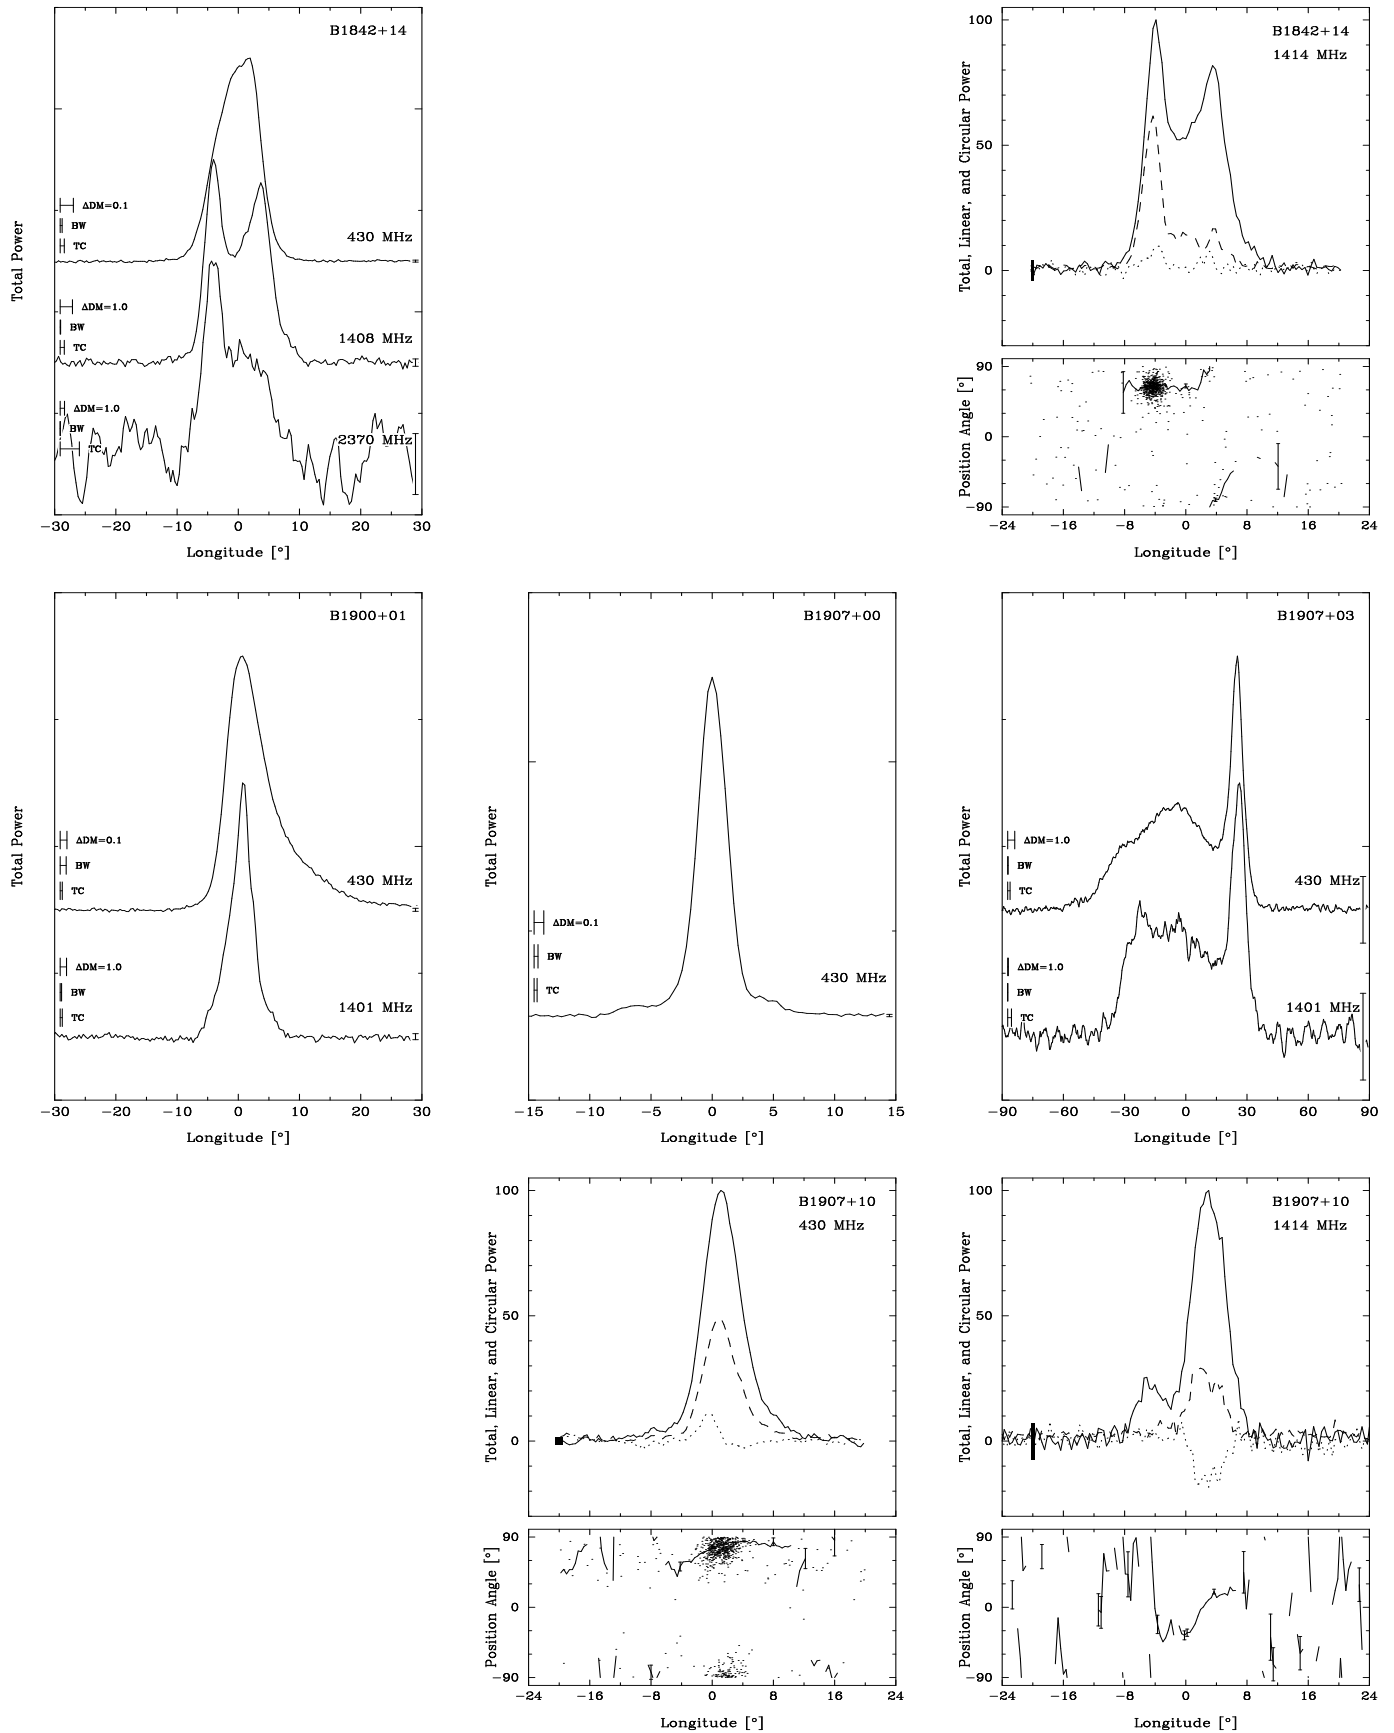 B1842+14
Total Power
ΔDM=0.1
BW
TC
430 MHz
ΔDM=1.0
BW
TC
1408 MHz
ΔDM=1.0
BW
TC
2370 MHz
−30 −20 −10 0 10 20 30
Longitude [°]
B1842+14
1414 MHz
Total, Linear, and Circular Power
100
50
0
Position Angle [°]
90
0
−90
−24 −16 −8 0 8 16 24
Longitude [°]
B1900+01
Total Power
ΔDM=0.1
BW
TC
430 MHz
ΔDM=1.0
BW
TC
1401 MHz
−30 −20 −10 0 10 20 30
Longitude [°]
B1907+00
Total Power
ΔDM=0.1
BW
TC
430 MHz
−15 −10 −5 0 5 10 15
Longitude [°]
B1907+03
Total Power
ΔDM=1.0
BW
TC
430 MHz
ΔDM=1.0
BW
TC
1401 MHz
−90 −60 −30 0 30 60 90
Longitude [°]
B1907+10
430 MHz
Total, Linear, and Circular Power
100
50
0
Position Angle [°]
90
0
−90
−24 −16 −8 0 8 16 24
Longitude [°]
B1907+10
1414 MHz
Total, Linear, and Circular Power
100
50
0
Position Angle [°]
90
0
−90
−24 −16 −8 0 8 16 24
Longitude [°]